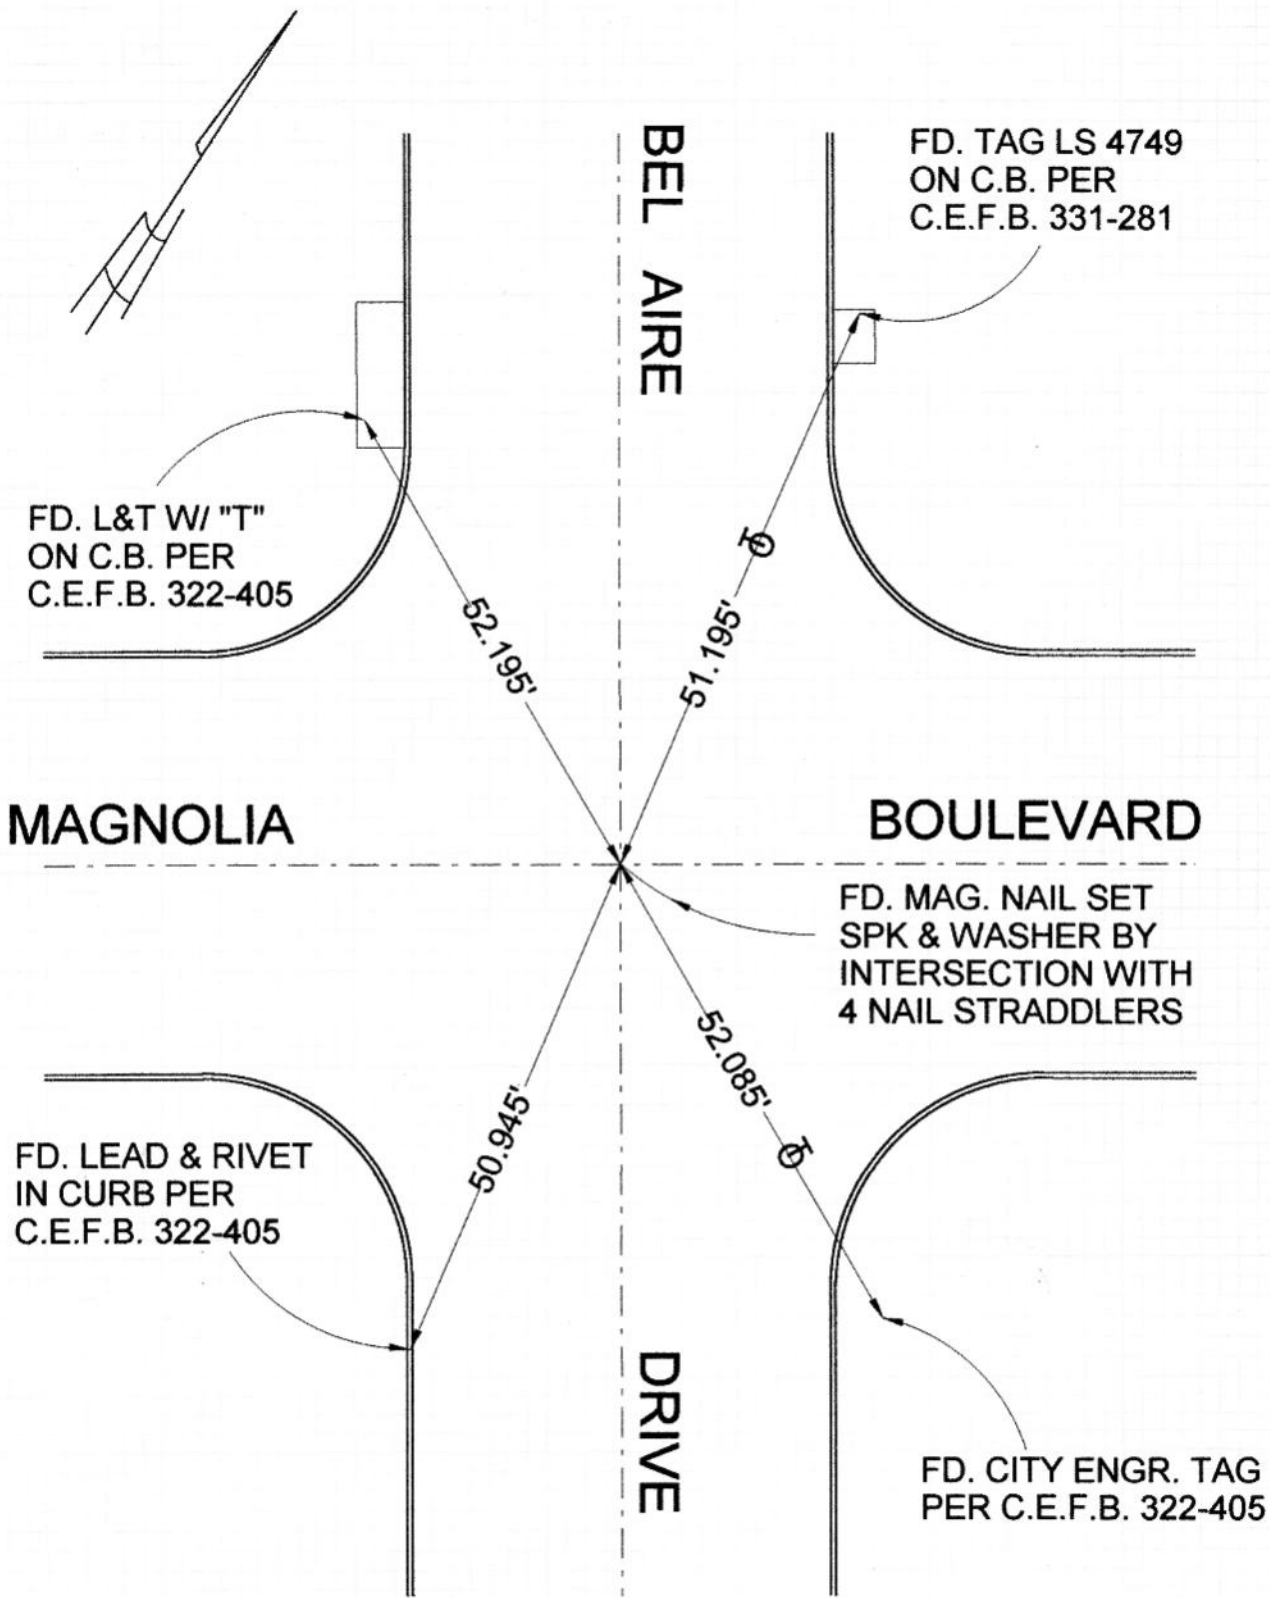 BEL AIRE
FD. TAG LS 4749
ON C.B. PER
C.E.F.B. 331-281
FD. L&T W/ "T"
ON C.B. PER
C.E.F.B. 322-405
52.195'
51.195'
MAGNOLIA
BOULEVARD
FD. MAG. NAIL SET
SPK & WASHER BY
INTERSECTION WITH
4 NAIL STRADDLERS
52.085'
50.945'
FD. LEAD & RIVET
IN CURB PER
C.E.F.B. 322-405
DRIVE
FD. CITY ENGR. TAG
PER C.E.F.B. 322-405